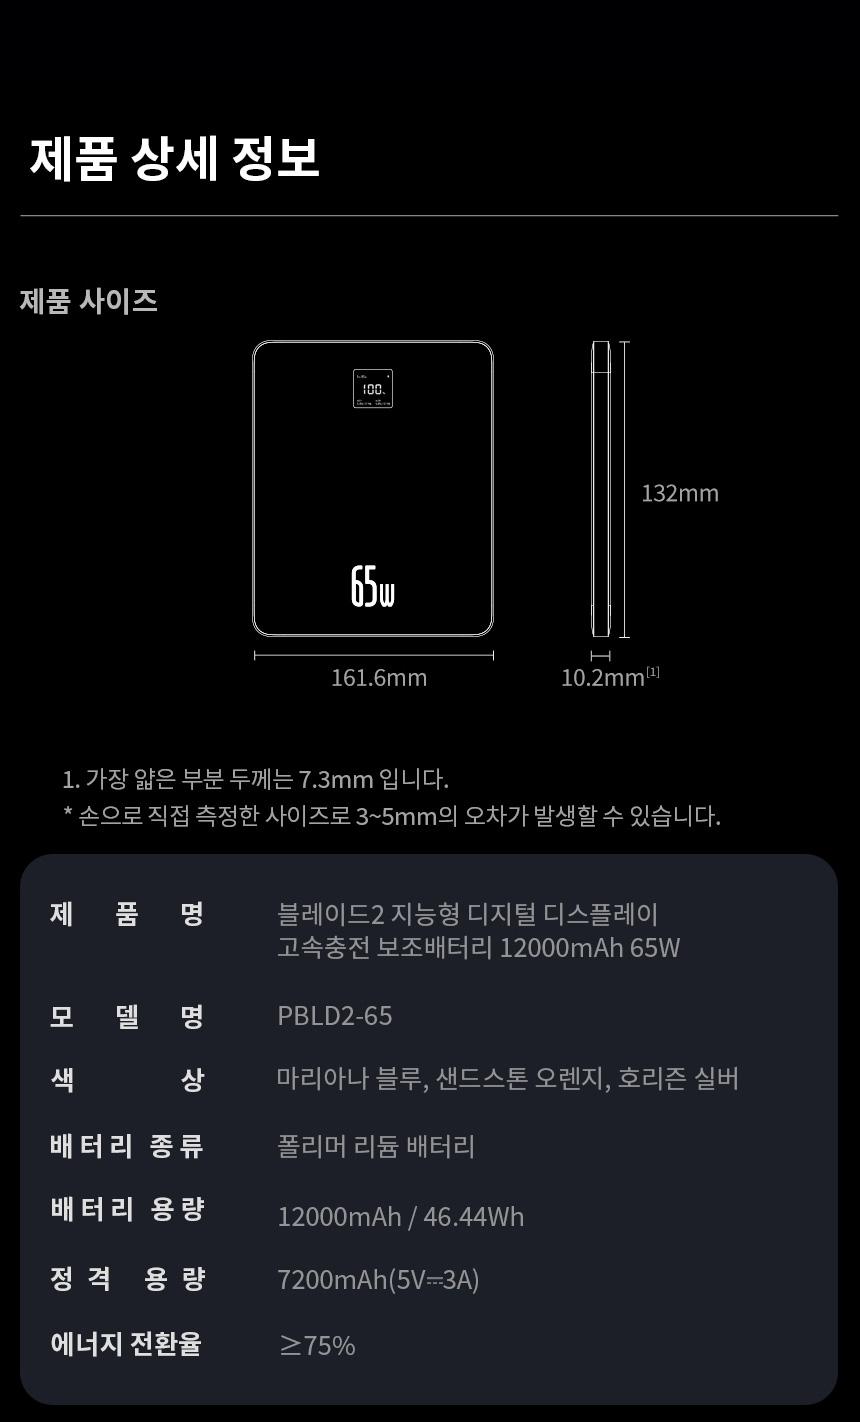 제품 상세 정보
제품 사이즈
100%
65w
132mm
161.6mm
10.2mm[1]
1. 가장 얇은 부분 두께는 7.3mm 입니다.
* 손으로 직접 측정한 사이즈로 3~5mm의 오차가 발생할 수 있습니다.
제 품 명 블레이드2 지능형 디지털 디스플레이
고속충전 보조배터리 12000mAh 65W
모 델 명 PBLD2-65
색 상 마리아나 블루, 샌드스톤 오렌지, 호리즌 실버
배터리 종류 폴리머 리튬 배터리
배터리 용량 12000mAh / 46.44Wh
정격 용량 7200mAh(5V⎓3A)
에너지 전환율 ≥75%